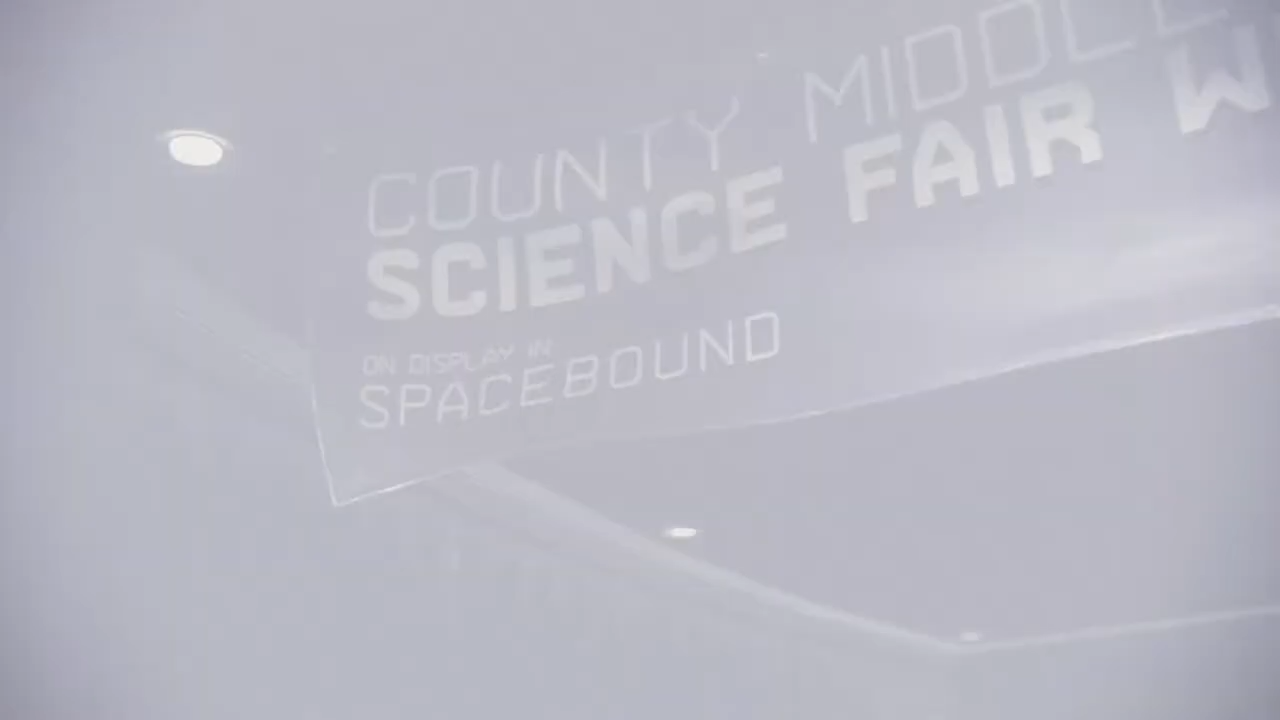 COUNTY MIDDLE
SCIENCE FAIR W
ON DISPLAY IN
SPACEBOUND